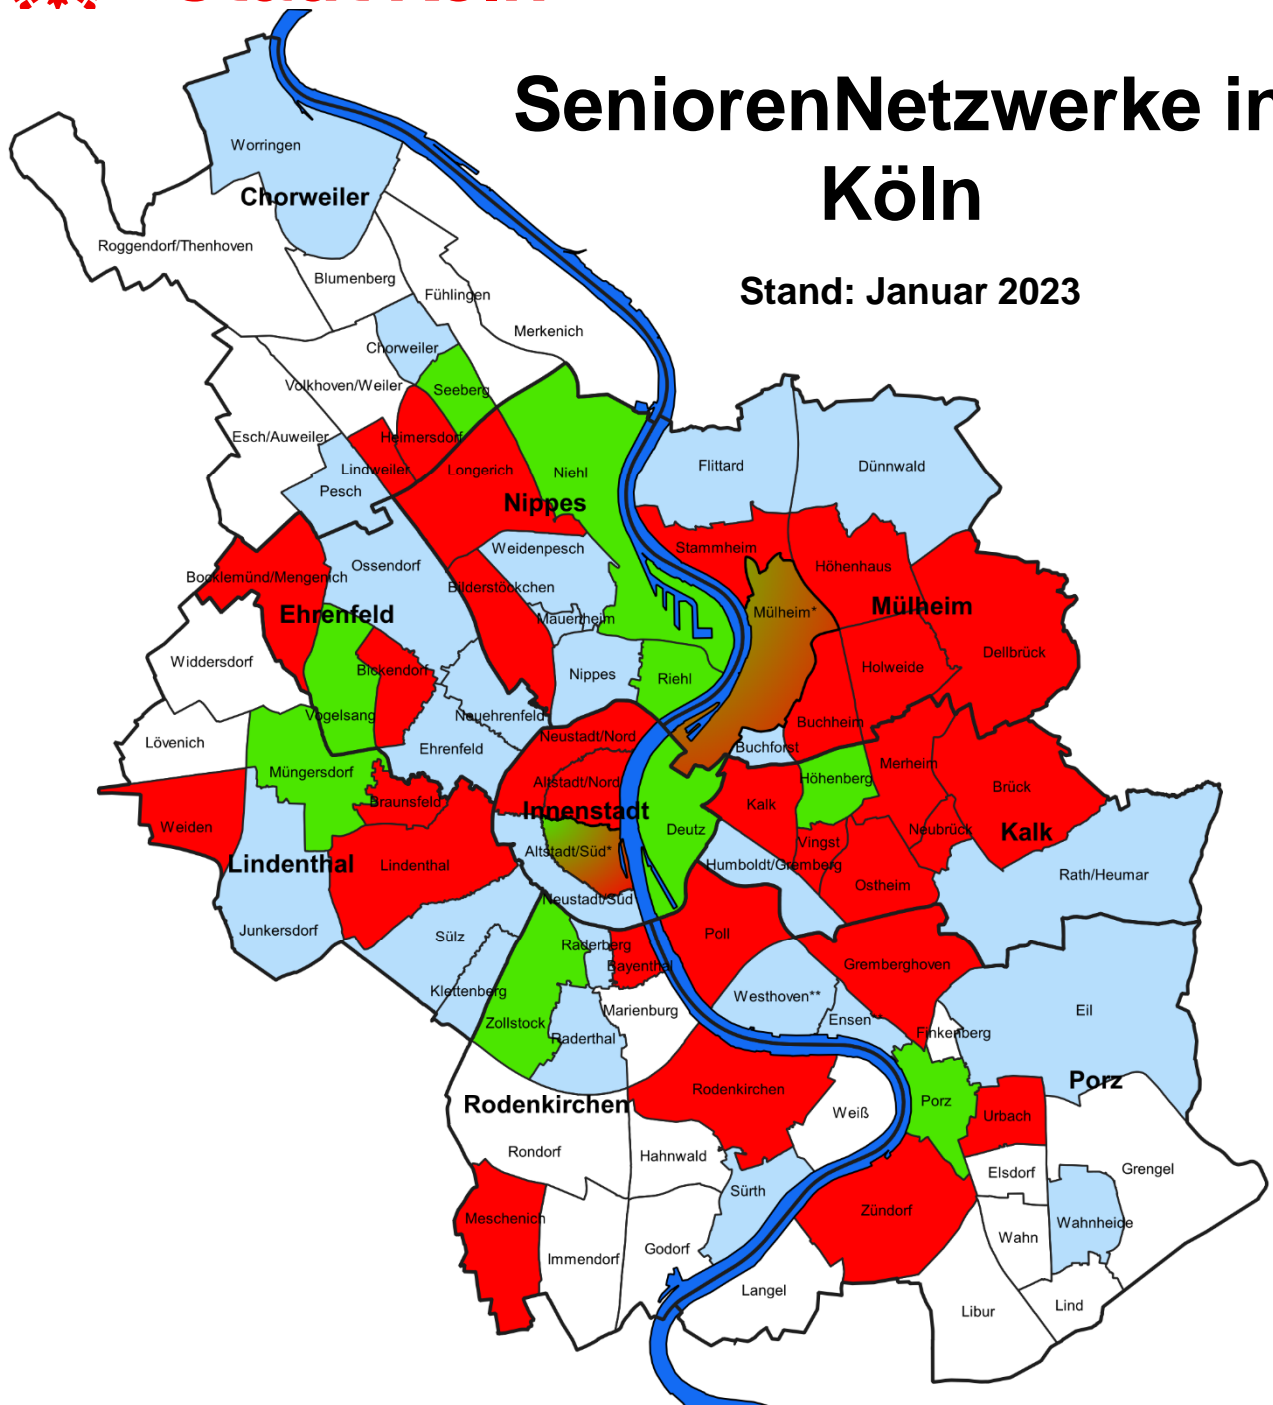 SeniorenNetzwerke in
Köln
Stand: Januar 2023
Worringen
Chorweiler
Roggendorf/Thenhoven
Blumenberg
Fühlingen
Merkenich
Chorweiler
Volkhoven/Weiler
Seeberg
Esch/Auweiler
Heimersdorf
Lindweiler
Pesch
Longerich
Niehl
Nippes
Flittard
Dünnwald
Weidenpesch
Stammheim
Höhenhaus
Ossendorf
Bocklemünd/Mengenich
Bilderstöckchen
Ehrenfeld
Mauenheim
Mülheim*
Mülheim
Widdersdorf
Bickendorf
Nippes
Riehl
Holweide
Dellbrück
Vogelsang
Neuehrenfeld
Lövenich
Ehrenfeld
Neustadt/Nord
Buchheim
Buchforst
Müngersdorf
Altstadt/Nord
Höhenberg
Merheim
Brück
Braunsfeld
Innenstadt
Kalk
Weiden
Deutz
Neubrück
Kalk
Vingst
Lindenthal
Lindenthal
Altstadt/Süd*
Humboldt/Gremberg
Ostheim
Rath/Heumar
Neustadt/Süd
Junkersdorf
Sülz
Raderberg
Poll
Bayenthal
Gremberghoven
Klettenberg
Westhoven**
Marienburg
Zollstock
Ensen
Eil
Raderthal
Finkenberg
Porz
Rodenkirchen
Rodenkirchen
Porz
Weiß
Urbach
Rondorf
Hahnwald
Elsdorf
Grengel
Sürth
Meschenich
Zündorf
Wahnheide
Wahn
Godorf
Immendorf
Langel
Libur
Lind